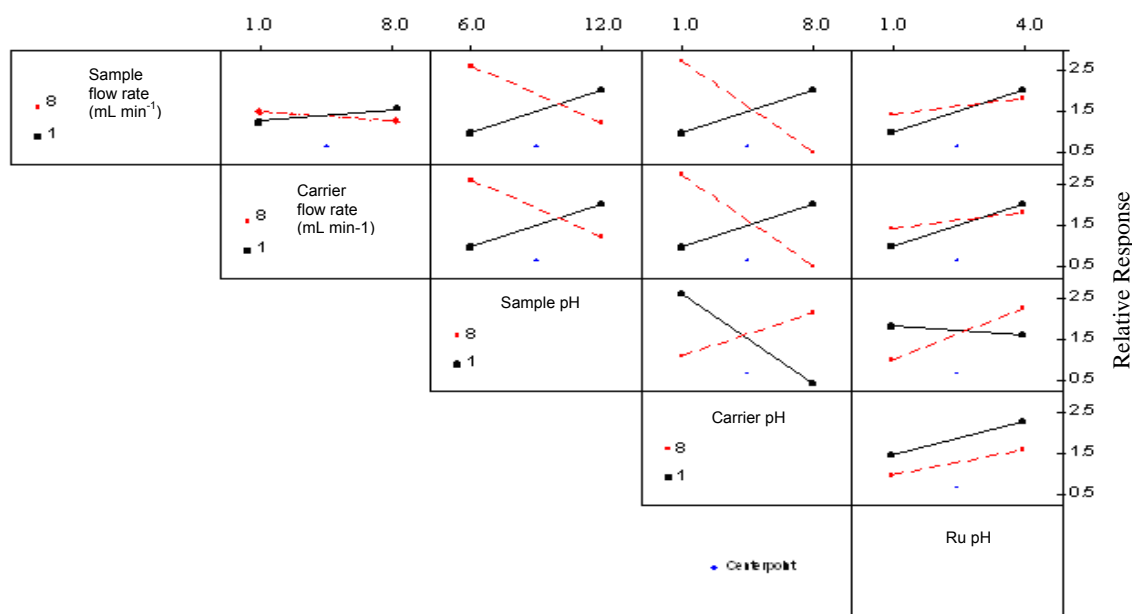 1.0 8.0 6.0 12.0 1.0 8.0 1.0 4.0
Sample
flow rate
(mL min⁻¹)
8
1
2.5
1.5
0.5
Carrier
flow rate
(mL min-1)
8
1
2.5
1.5
0.5
Sample pH
8
1
2.5
1.5
0.5
Carrier pH
8
1
2.5
1.5
0.5
Relative Response
Ru pH
Centerpoint